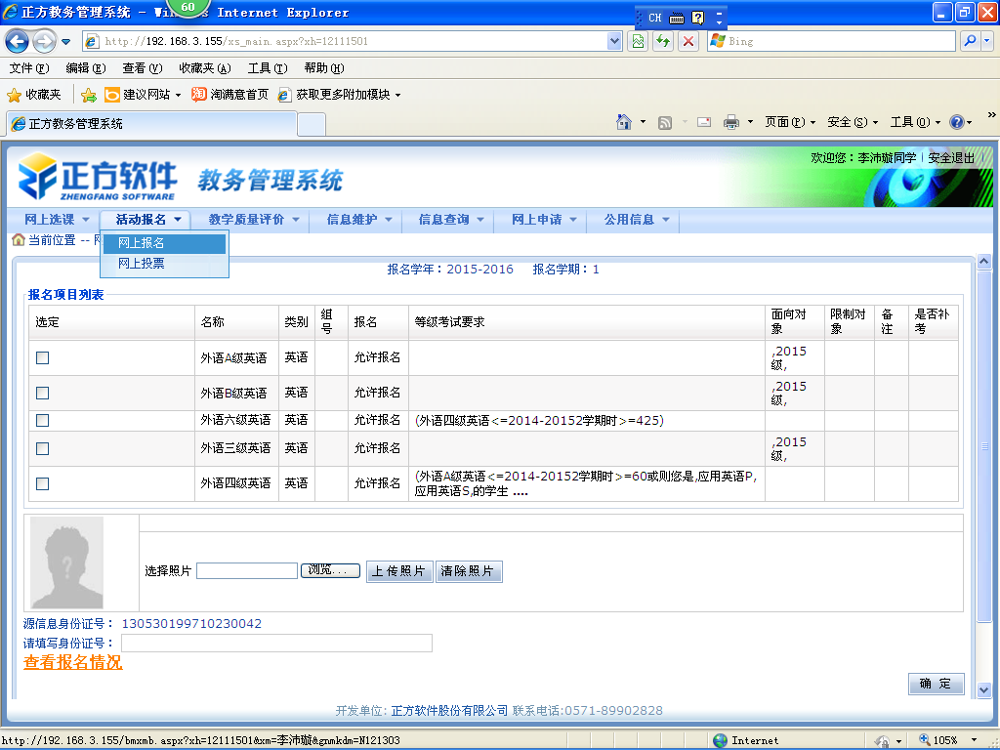 正方教务管理系统 - Windows Internet Explorer
60
CH
http://192.168.3.155/xs_main.aspx?xh=12111501
Bing
文件(F) 编辑(E) 查看(V) 收藏夹(A) 工具(T) 帮助(H)
收藏夹 建议网站 淘满意首页 获取更多附加模块
正方教务管理系统
页面(P) 安全(S) 工具(O)
正方软件
ZHENGFANG SOFTWARE
教务管理系统
欢迎您：李沛璇同学 安全退出
网上选课 活动报名 教学质量评价 信息维护 信息查询 网上申请 公用信息
当前位置 --
网上报名
网上投票
报名学年：2015-2016 报名学期：1
报名项目列表
选定 名称 类别 组号 报名 等级考试要求 面向对象 限制对象 备注 是否补考
外语A级英语 英语 允许报名 ,2015级,
外语B级英语 英语 允许报名 ,2015级,
外语六级英语 英语 允许报名 (外语四级英语<=2014-20152学期时>=425)
外语三级英语 英语 允许报名 ,2015级,
外语四级英语 英语 允许报名 (外语A级英语<=2014-20152学期时>=60或则您是,应用英语P,
应用英语S,的学生 ....
选择照片 浏览... 上传照片 清除照片
源信息身份证号： 130530199710230042
请填写身份证号：
查看报名情况
确 定
开发单位: 正方软件股份有限公司 联系电话:0571-89902828
http://192.168.3.155/bmxmb.aspx?xh=12111501&xm=李沛璇&gnmkdm=N121303
Internet
105%